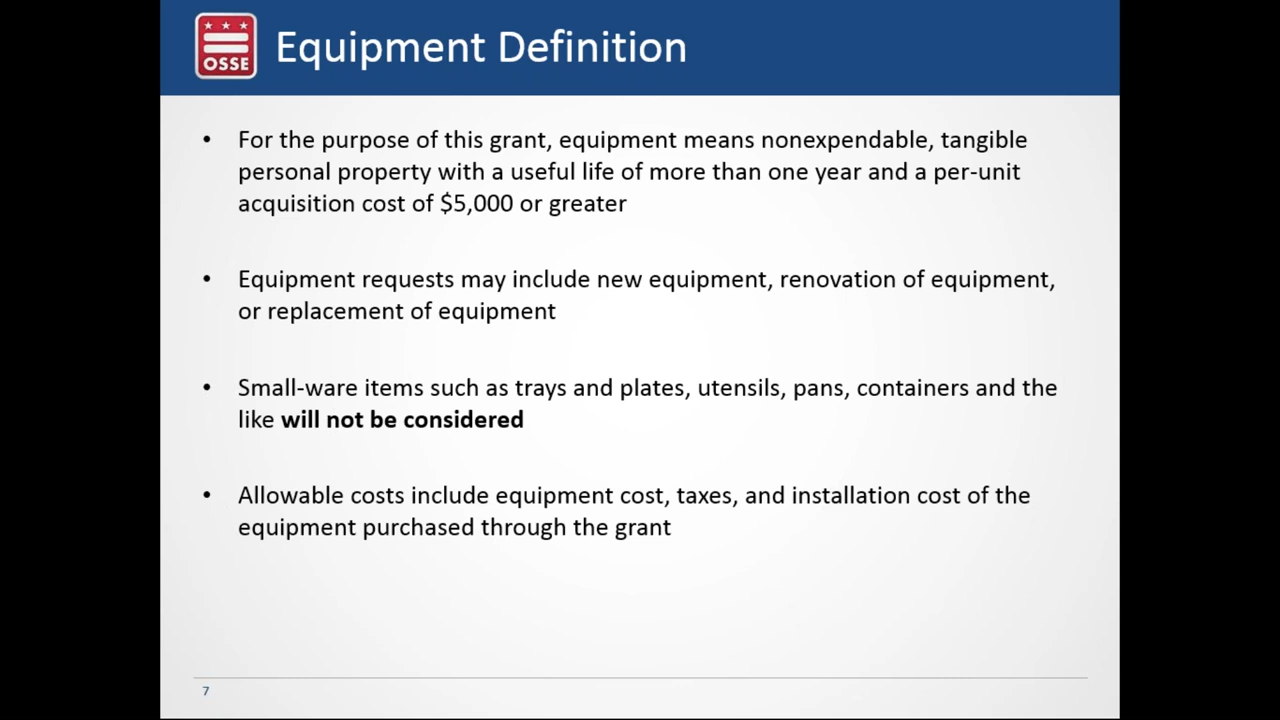 OSSE
Equipment Definition
• For the purpose of this grant, equipment means nonexpendable, tangible
personal property with a useful life of more than one year and a per-unit
acquisition cost of $5,000 or greater
• Equipment requests may include new equipment, renovation of equipment,
or replacement of equipment
• Small-ware items such as trays and plates, utensils, pans, containers and the
like will not be considered
• Allowable costs include equipment cost, taxes, and installation cost of the
equipment purchased through the grant
7